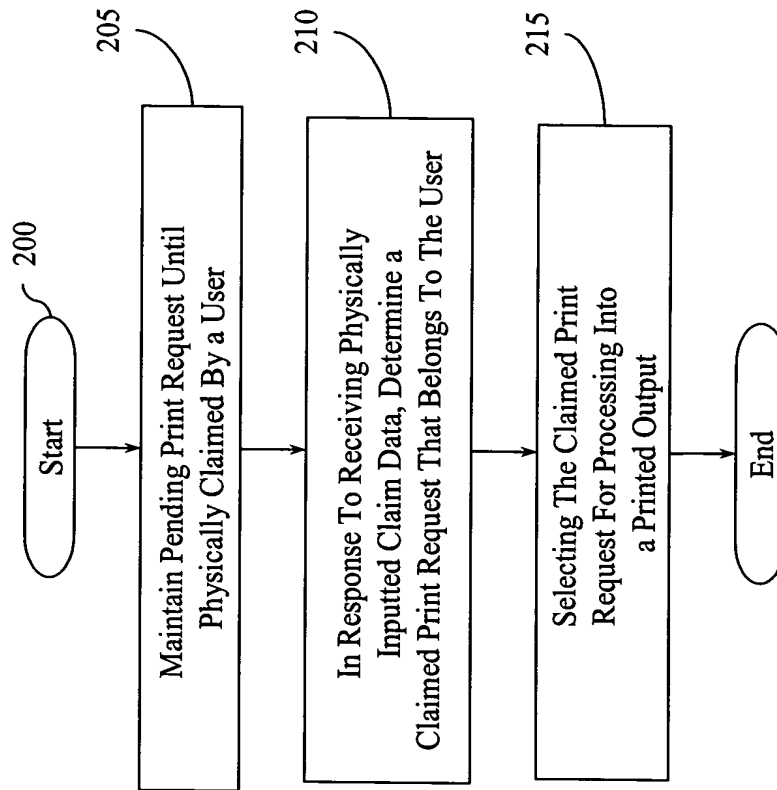 200
Start
205
Maintain Pending Print Request Until
Physically Claimed By a User
210
In Response To Receiving Physically
Inputted Claim Data, Determine a
Claimed Print Request That Belongs To The User
215
Selecting The Claimed Print
Request For Processing Into
a Printed Output
End